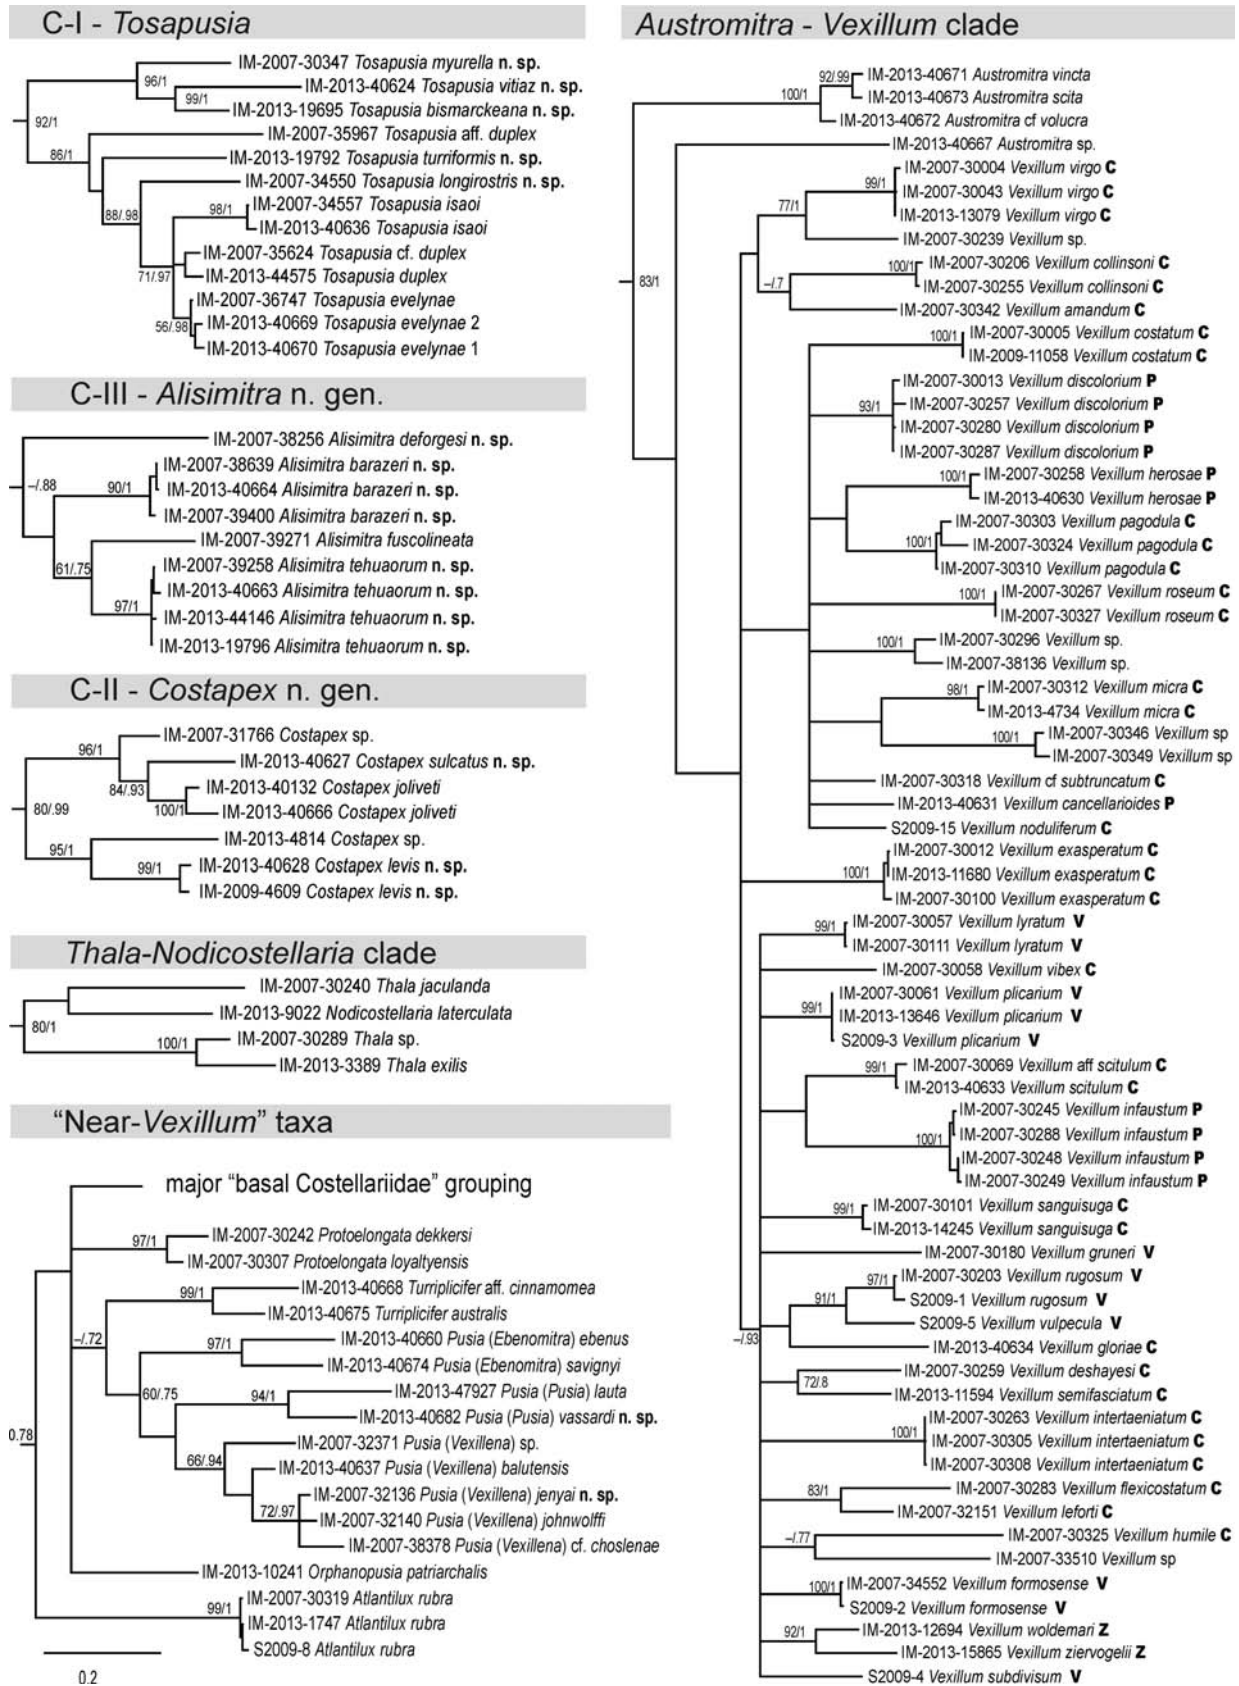 C-I - Tosapusia
IM-2007-30347 Tosapusia myurella n. sp.
96/1
IM-2013-40624 Tosapusia vitiaz n. sp.
99/1
IM-2013-19695 Tosapusia bismarckeana n. sp.
92/1
IM-2007-35967 Tosapusia aff. duplex
86/1
IM-2013-19792 Tosapusia turriformis n. sp.
IM-2007-34550 Tosapusia longirostris n. sp.
88/.98
98/1
IM-2007-34557 Tosapusia isaoi
IM-2013-40636 Tosapusia isaoi
IM-2007-35624 Tosapusia cf. duplex
71/.97
IM-2013-44575 Tosapusia duplex
IM-2007-36747 Tosapusia evelynae
56/.98
IM-2013-40669 Tosapusia evelynae 2
IM-2013-40670 Tosapusia evelynae 1
C-III - Alisimitra n. gen.
IM-2007-38256 Alisimitra deforgesi n. sp.
IM-2007-38639 Alisimitra barazeri n. sp.
–/.88
90/1
IM-2013-40664 Alisimitra barazeri n. sp.
IM-2007-39400 Alisimitra barazeri n. sp.
IM-2007-39271 Alisimitra fuscolineata
61/.75
IM-2007-39258 Alisimitra tehuaorum n. sp.
IM-2013-40663 Alisimitra tehuaorum n. sp.
97/1
IM-2013-44146 Alisimitra tehuaorum n. sp.
IM-2013-19796 Alisimitra tehuaorum n. sp.
C-II - Costapex n. gen.
IM-2007-31766 Costapex sp.
96/1
IM-2013-40627 Costapex sulcatus n. sp.
84/.93
IM-2013-40132 Costapex joliveti
80/.99
100/1
IM-2013-40666 Costapex joliveti
IM-2013-4814 Costapex sp.
95/1
99/1
IM-2013-40628 Costapex levis n. sp.
IM-2009-4609 Costapex levis n. sp.
Thala-Nodicostellaria clade
IM-2007-30240 Thala jaculanda
IM-2013-9022 Nodicostellaria laterculata
80/1
IM-2007-30289 Thala sp.
100/1
IM-2013-3389 Thala exilis
“Near-Vexillum” taxa
major “basal Costellariidae” grouping
IM-2007-30242 Protoelongata dekkersi
97/1
IM-2007-30307 Protoelongata loyaltyensis
IM-2013-40668 Turriplicifer aff. cinnamomea
99/1
IM-2013-40675 Turriplicifer australis
–/.72
IM-2013-40660 Pusia (Ebenomitra) ebenus
97/1
IM-2013-40674 Pusia (Ebenomitra) savignyi
60/.75
IM-2013-47927 Pusia (Pusia) lauta
94/1
IM-2013-40682 Pusia (Pusia) vassardi n. sp.
0.78
IM-2007-32371 Pusia (Vexillena) sp.
66/.94
IM-2013-40637 Pusia (Vexillena) balutensis
IM-2007-32136 Pusia (Vexillena) jenyai n. sp.
72/.97
IM-2007-32140 Pusia (Vexillena) johnwolffi
IM-2007-38378 Pusia (Vexillena) cf. choslenae
IM-2013-10241 Orphanopusia patriarchalis
IM-2007-30319 Atlantilux rubra
99/1
IM-2013-1747 Atlantilux rubra
S2009-8 Atlantilux rubra
0.2
Austromitra - Vexillum clade
92/.99
IM-2013-40671 Austromitra vincta
100/1
IM-2013-40673 Austromitra scita
IM-2013-40672 Austromitra cf volucra
IM-2013-40667 Austromitra sp.
IM-2007-30004 Vexillum virgo C
99/1
IM-2007-30043 Vexillum virgo C
77/1
IM-2013-13079 Vexillum virgo C
IM-2007-30239 Vexillum sp.
IM-2007-30206 Vexillum collinsoni C
100/1
83/1
–/.7
IM-2007-30255 Vexillum collinsoni C
IM-2007-30342 Vexillum amandum C
IM-2007-30005 Vexillum costatum C
100/1
IM-2009-11058 Vexillum costatum C
IM-2007-30013 Vexillum discolorium P
93/1
IM-2007-30257 Vexillum discolorium P
IM-2007-30280 Vexillum discolorium P
IM-2007-30287 Vexillum discolorium P
100/1
IM-2007-30258 Vexillum herosae P
IM-2013-40630 Vexillum herosae P
IM-2007-30303 Vexillum pagodula C
100/1
IM-2007-30324 Vexillum pagodula C
IM-2007-30310 Vexillum pagodula C
100/1
IM-2007-30267 Vexillum roseum C
IM-2007-30327 Vexillum roseum C
100/1
IM-2007-30296 Vexillum sp.
IM-2007-38136 Vexillum sp.
98/1
IM-2007-30312 Vexillum micra C
IM-2013-4734 Vexillum micra C
100/1
IM-2007-30346 Vexillum sp
IM-2007-30349 Vexillum sp
IM-2007-30318 Vexillum cf subtruncatum C
IM-2013-40631 Vexillum cancellarioides P
S2009-15 Vexillum noduliferum C
IM-2007-30012 Vexillum exasperatum C
100/1
IM-2013-11680 Vexillum exasperatum C
IM-2007-30100 Vexillum exasperatum C
99/1
IM-2007-30057 Vexillum lyratum V
IM-2007-30111 Vexillum lyratum V
IM-2007-30058 Vexillum vibex C
IM-2007-30061 Vexillum plicarium V
99/1
IM-2013-13646 Vexillum plicarium V
S2009-3 Vexillum plicarium V
99/1
IM-2007-30069 Vexillum aff scitulum C
IM-2013-40633 Vexillum scitulum C
IM-2007-30245 Vexillum infaustum P
100/1
IM-2007-30288 Vexillum infaustum P
IM-2007-30248 Vexillum infaustum P
IM-2007-30249 Vexillum infaustum P
99/1
IM-2007-30101 Vexillum sanguisuga C
IM-2013-14245 Vexillum sanguisuga C
IM-2007-30180 Vexillum gruneri V
97/1
IM-2007-30203 Vexillum rugosum V
91/1
S2009-1 Vexillum rugosum V
S2009-5 Vexillum vulpecula V
–/.93
IM-2013-40634 Vexillum gloriae C
IM-2007-30259 Vexillum deshayesi C
72/.8
IM-2013-11594 Vexillum semifasciatum C
IM-2007-30263 Vexillum intertaeniatum C
100/1
IM-2007-30305 Vexillum intertaeniatum C
IM-2007-30308 Vexillum intertaeniatum C
83/1
IM-2007-30283 Vexillum flexicostatum C
IM-2007-32151 Vexillum leforti C
–/.77
IM-2007-30325 Vexillum humile C
IM-2007-33510 Vexillum sp
100/1
IM-2007-34552 Vexillum formosense V
S2009-2 Vexillum formosense V
92/1
IM-2013-12694 Vexillum woldemari Z
IM-2013-15865 Vexillum ziervogelii Z
S2009-4 Vexillum subdivisum V